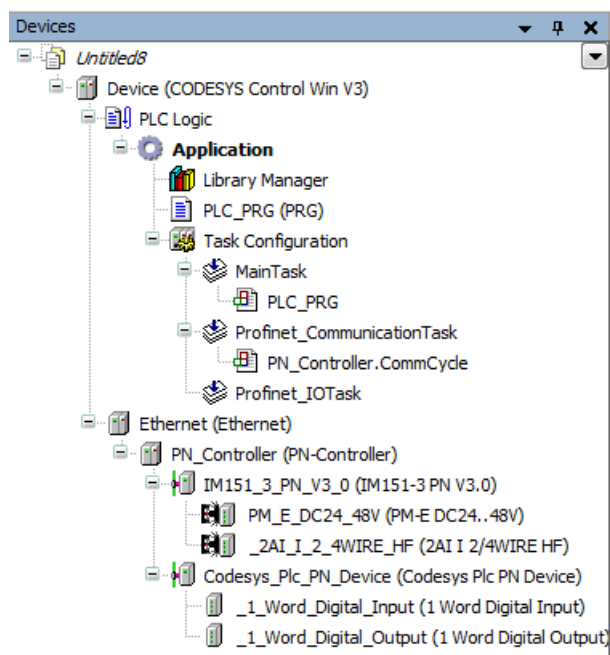 Devices
Untitled8
Device (CODESYS Control Win V3)
PLC Logic
Application
Library Manager
PLC_PRG (PRG)
Task Configuration
MainTask
PLC_PRG
Profinet_CommunicationTask
PN_Controller.CommCycle
Profinet_IOTask
Ethernet (Ethernet)
PN_Controller (PN-Controller)
IM151_3_PN_V3_0 (IM151-3 PN V3.0)
PM_E_DC24_48V (PM-E DC24..48V)
_2AI_I_2_4WIRE_HF (2AI I 2/4WIRE HF)
Codesys_Plc_PN_Device (Codesys Plc PN Device)
_1_Word_Digital_Input (1 Word Digital Input)
_1_Word_Digital_Output (1 Word Digital Output)